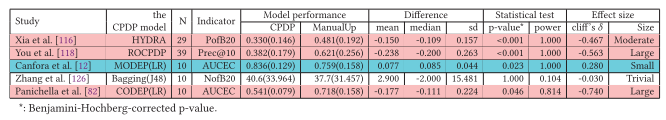 Study the CPDP model N Indicator Model performance Difference Statistical test Effect size
CPDP ManualUp mean median sd p-value* power cliff's δ Size
Xia et al. [116] HYDRA 29 PofB20 0.330(0.146) 0.481(0.192) -0.150 -0.109 0.157 <0.001 1.000 -0.467 Moderate
You et al. [118] ROCPDP 39 Prec@10 0.382(0.179) 0.621(0.256) -0.238 -0.200 0.263 <0.001 1.000 -0.563 Large
Canfora et al. [12] MODEP(LR) 10 AUCEC 0.836(0.129) 0.759(0.158) 0.077 0.085 0.044 0.023 1.000 0.280 Small
Zhang et al. [126] Bagging(J48) 10 NofB20 40.6(33.964) 37.7(31.457) 2.900 -2.000 15.481 1.000 0.104 -0.030 Trivial
Panichella et al. [82] CODEP(LR) 10 AUCEC 0.541(0.079) 0.718(0.158) -0.177 -0.111 0.224 0.046 0.814 -0.740 Large
*: Benjamini-Hochberg-corrected p-value.